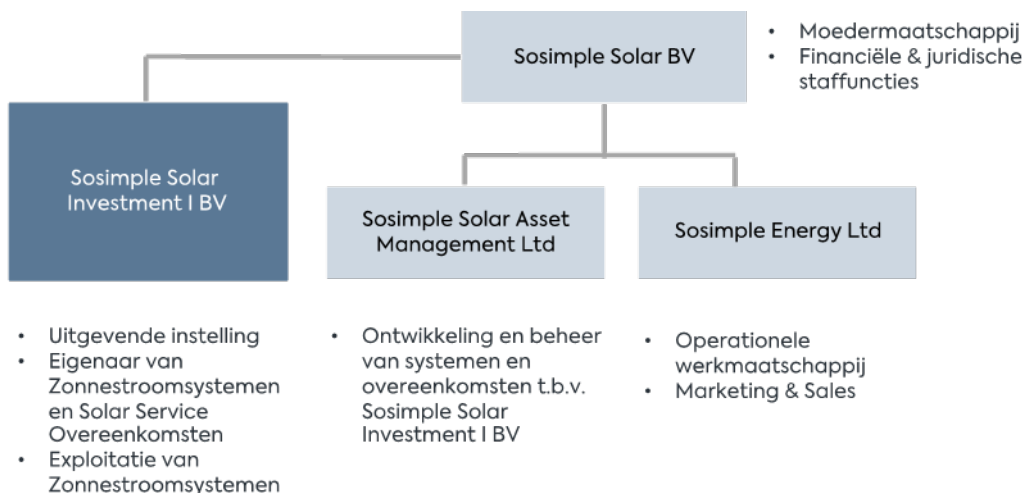 Sosimple Solar BV
• Moedermaatschappij
• Financiële & juridische
staffuncties
Sosimple Solar
Investment I BV
Sosimple Solar Asset
Management Ltd
Sosimple Energy Ltd
• Uitgevende instelling
• Eigenaar van
Zonnestroomsystemen
en Solar Service
Overeenkomsten
• Exploitatie van
Zonnestroomsystemen
• Ontwikkeling en beheer
van systemen en
overeenkomsten t.b.v.
Sosimple Solar
Investment I BV
• Operationele
werkmaatschappij
• Marketing & Sales